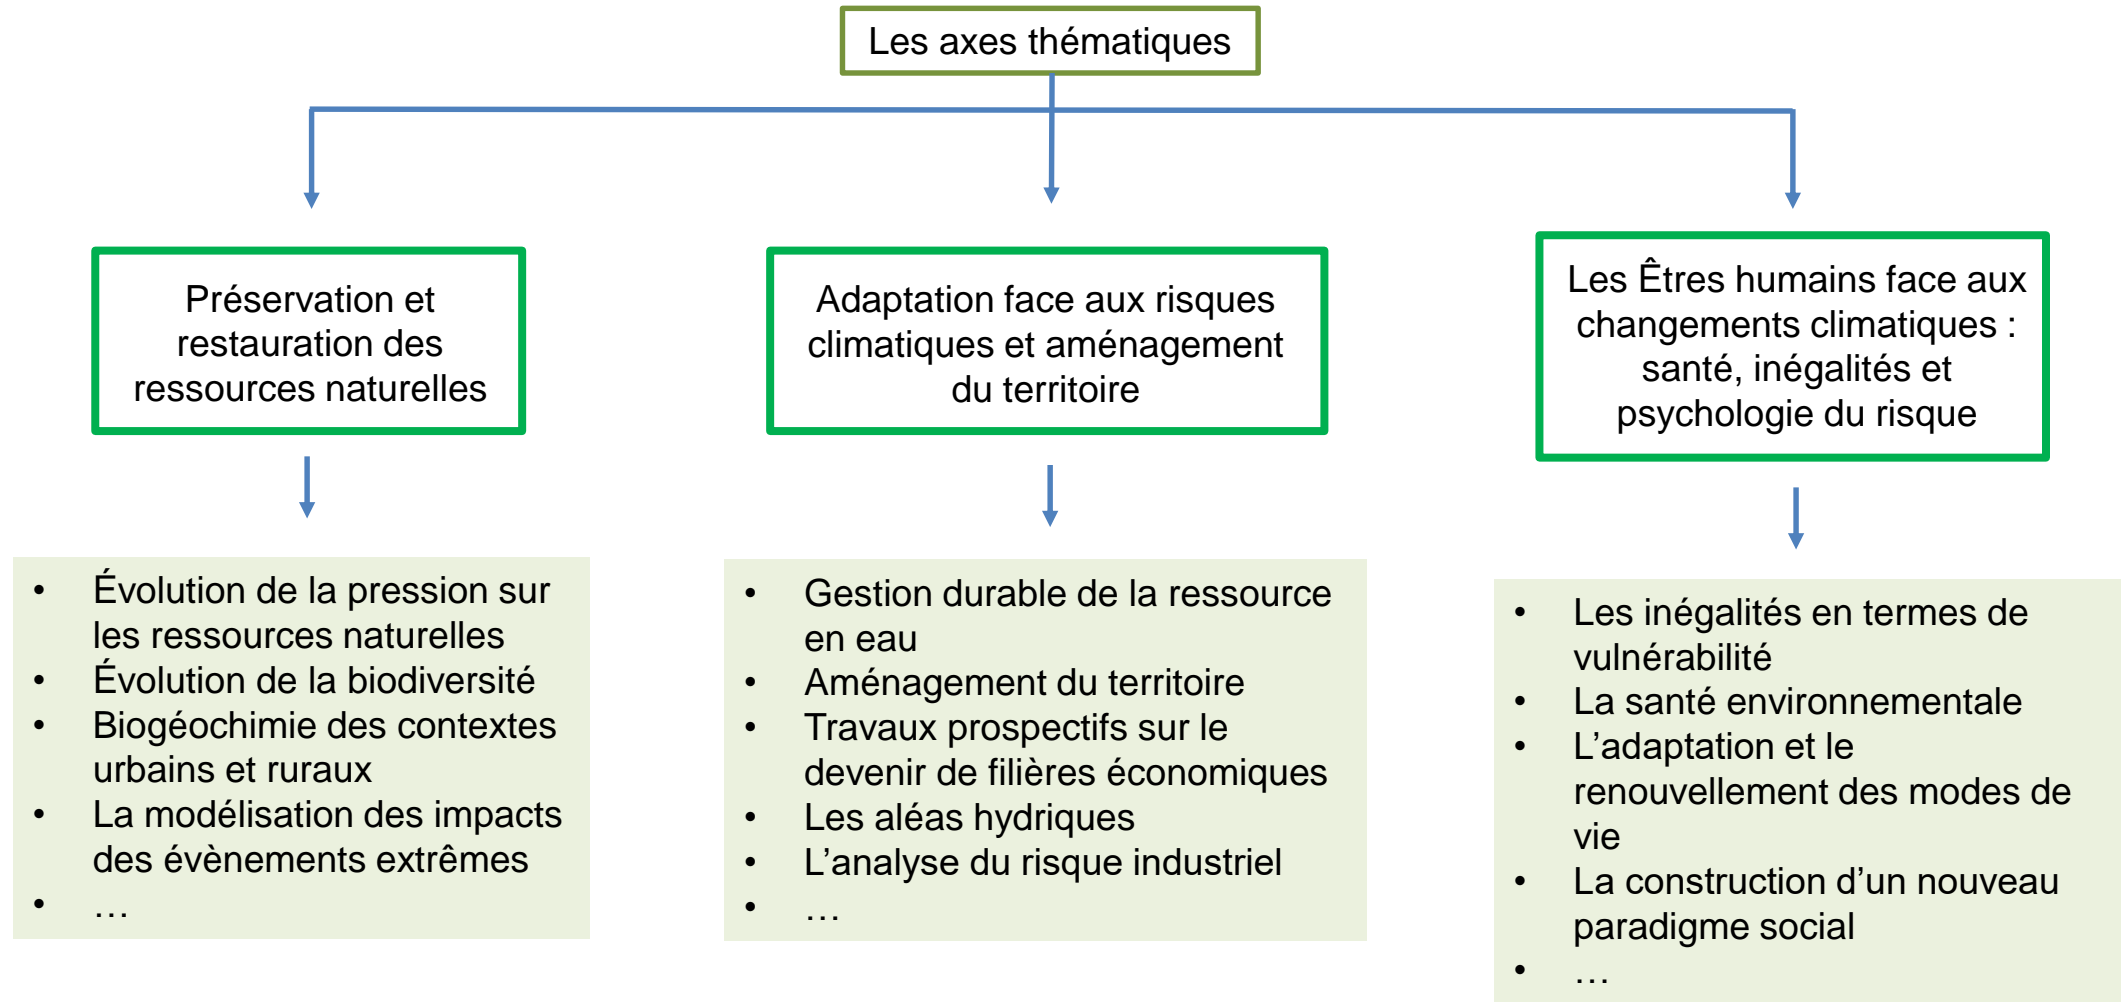 Les axes thématiques
Préservation et
restauration des
ressources naturelles
Adaptation face aux risques
climatiques et aménagement
du territoire
Les Êtres humains face aux
changements climatiques :
santé, inégalités et
psychologie du risque
• Évolution de la pression sur
les ressources naturelles
• Évolution de la biodiversité
• Biogéochimie des contextes
urbains et ruraux
• La modélisation des impacts
des évènements extrêmes
• …
• Gestion durable de la ressource
en eau
• Aménagement du territoire
• Travaux prospectifs sur le
devenir de filières économiques
• Les aléas hydriques
• L’analyse du risque industriel
• …
• Les inégalités en termes de
vulnérabilité
• La santé environnementale
• L’adaptation et le
renouvellement des modes de
vie
• La construction d’un nouveau
paradigme social
• …